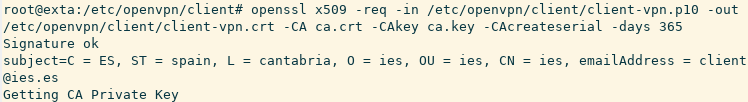 root@exta:/etc/openvpn/client# openssl x509 -req -in /etc/openvpn/client/client-vpn.p10 -out
/etc/openvpn/client/client-vpn.crt -CA ca.crt -CAkey ca.key -CAcreateserial -days 365
Signature ok
subject=C = ES, ST = spain, L = cantabria, O = ies, OU = ies, CN = ies, emailAddress = client
@ies.es
Getting CA Private Key